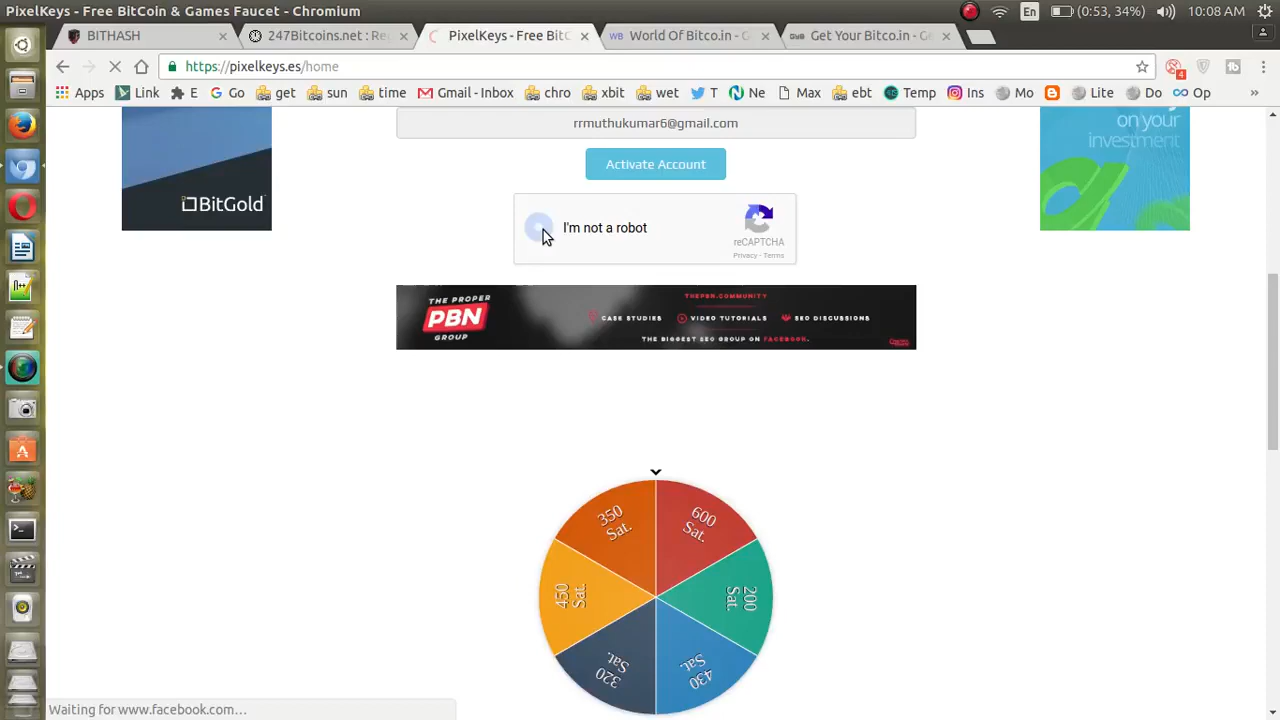 PixelKeys - Free BitCoin & Games Faucet - Chromium
En
(0:53, 34%)
10:08 AM
BITHASH
247Bitcoins.net : Re
PixelKeys - Free BitC
World Of Bitco.in - G
Get Your Bitco.in - G
https://pixelkeys.es/home
4
Apps
Link
E
Go
get
sun
time
Gmail - Inbox
chro
xbit
wet
T
Ne
Max
ebt
Temp
Ins
Mo
Lite
Do
Op
»
rrmuthukumar6@gmail.com
Activate Account
BitGold
on your
investment
I'm not a robot
reCAPTCHA
Privacy - Terms
THE PROPER
PBN
GROUP
THEPBN.COMMUNITY
CASE STUDIES
VIDEO TUTORIALS
SEO DISCUSSIONS
THE BIGGEST SEO GROUP ON FACEBOOK.
350
Sat.
600
Sat.
450
Sat.
200
Sat.
320
Sat.
430
Sat.
Waiting for www.facebook.com…